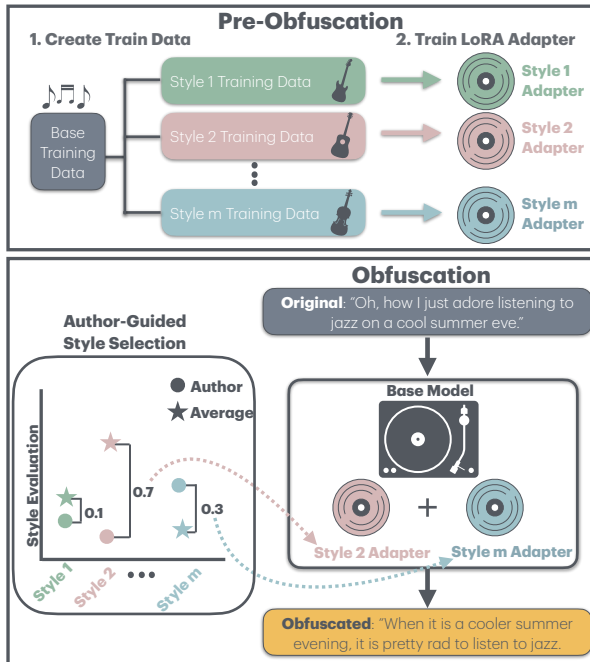 Pre-Obfuscation
1. Create Train Data
2. Train LoRA Adapter
Base
Training
Data
Style 1 Training Data
Style 1
Adapter
Style 2 Training Data
Style 2
Adapter
Style m Training Data
Style m
Adapter
Obfuscation
Original: “Oh, how I just adore listening to
jazz on a cool summer eve.”
Author-Guided
Style Selection
Author
Average
Style Evaluation
0.1
0.7
0.3
Style 1
Style 2
Style m
Base Model
+
Style 2 Adapter
Style m Adapter
Obfuscated: “When it is a cooler summer
evening, it is pretty rad to listen to jazz.